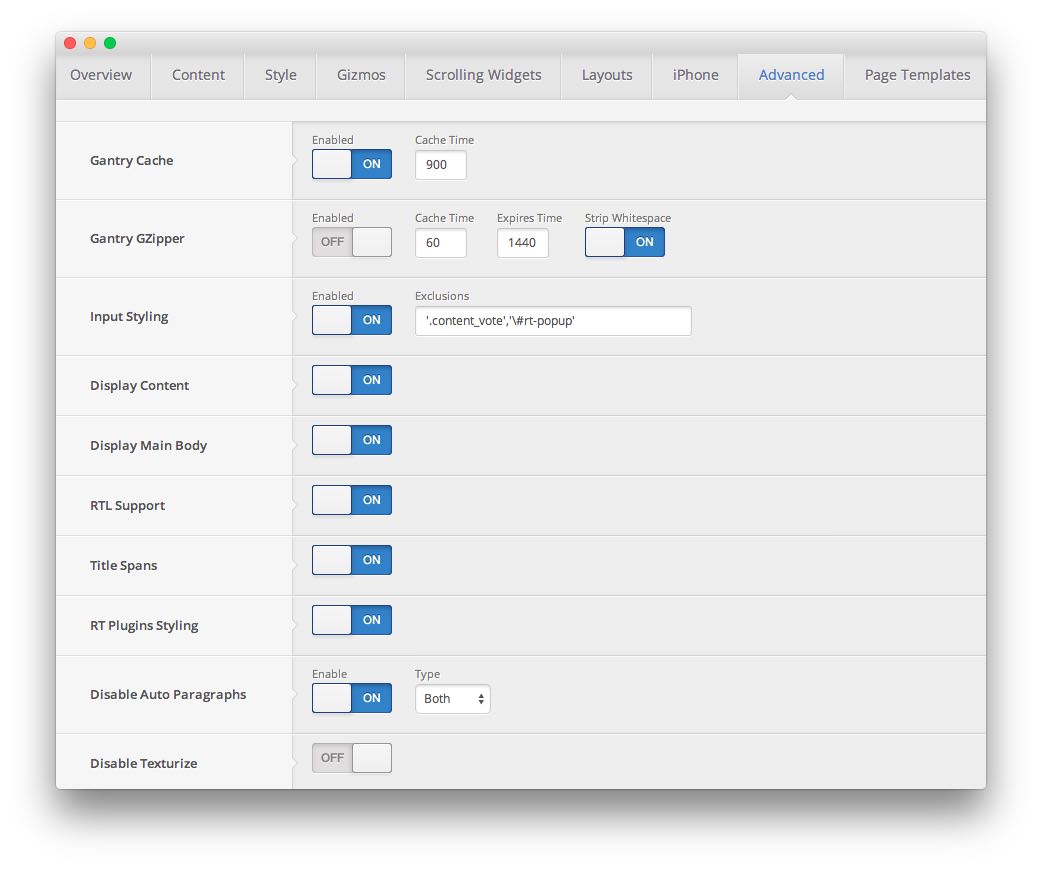 Overview Content Style Gizmos Scrolling Widgets Layouts iPhone Advanced Page Templates
Gantry Cache
Enabled Cache Time
ON 900
Gantry GZipper
Enabled Cache Time Expires Time Strip Whitespace
OFF 60 1440 ON
Input Styling
Enabled Exclusions
ON '.content_vote','\#rt-popup'
Display Content ON
Display Main Body ON
RTL Support ON
Title Spans ON
RT Plugins Styling ON
Disable Auto Paragraphs
Enable Type
ON Both
Disable Texturize OFF